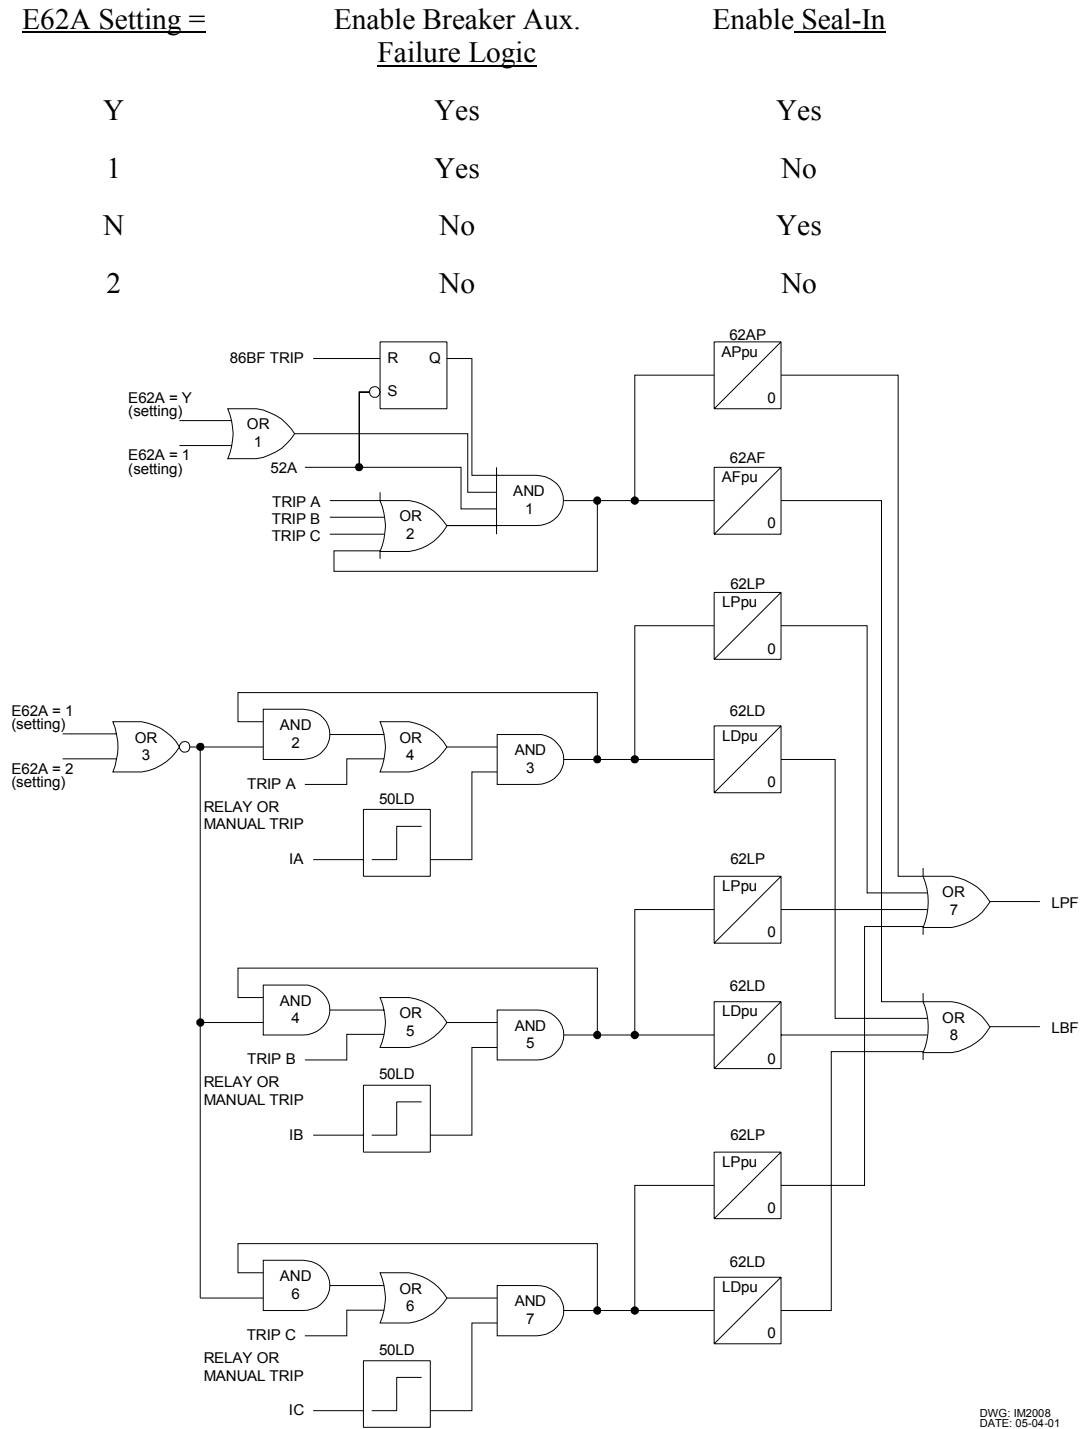 E62A Setting = Enable Breaker Aux. Enable Seal-In
Failure Logic
Y Yes Yes
1 Yes No
N No Yes
2 No No
62AP
APpu
0
86BF TRIP
R Q
S
E62A = Y
(setting)
OR
1
E62A = 1
(setting)
52A
62AF
AFpu
0
TRIP A
TRIP B
TRIP C
OR
2
AND
1
62LP
LPpu
0
E62A = 1
(setting)
OR
3
E62A = 2
(setting)
AND
2
OR
4
AND
3
62LD
LDpu
0
TRIP A
RELAY OR
MANUAL TRIP
50LD
IA
62LP
LPpu
0
OR
7
LPF
AND
4
OR
5
AND
5
62LD
LDpu
0
OR
8
LBF
TRIP B
RELAY OR
MANUAL TRIP
50LD
IB
62LP
LPpu
0
AND
6
OR
6
AND
7
62LD
LDpu
0
TRIP C
RELAY OR
MANUAL TRIP
50LD
IC
DWG: IM2008
DATE: 05-04-01